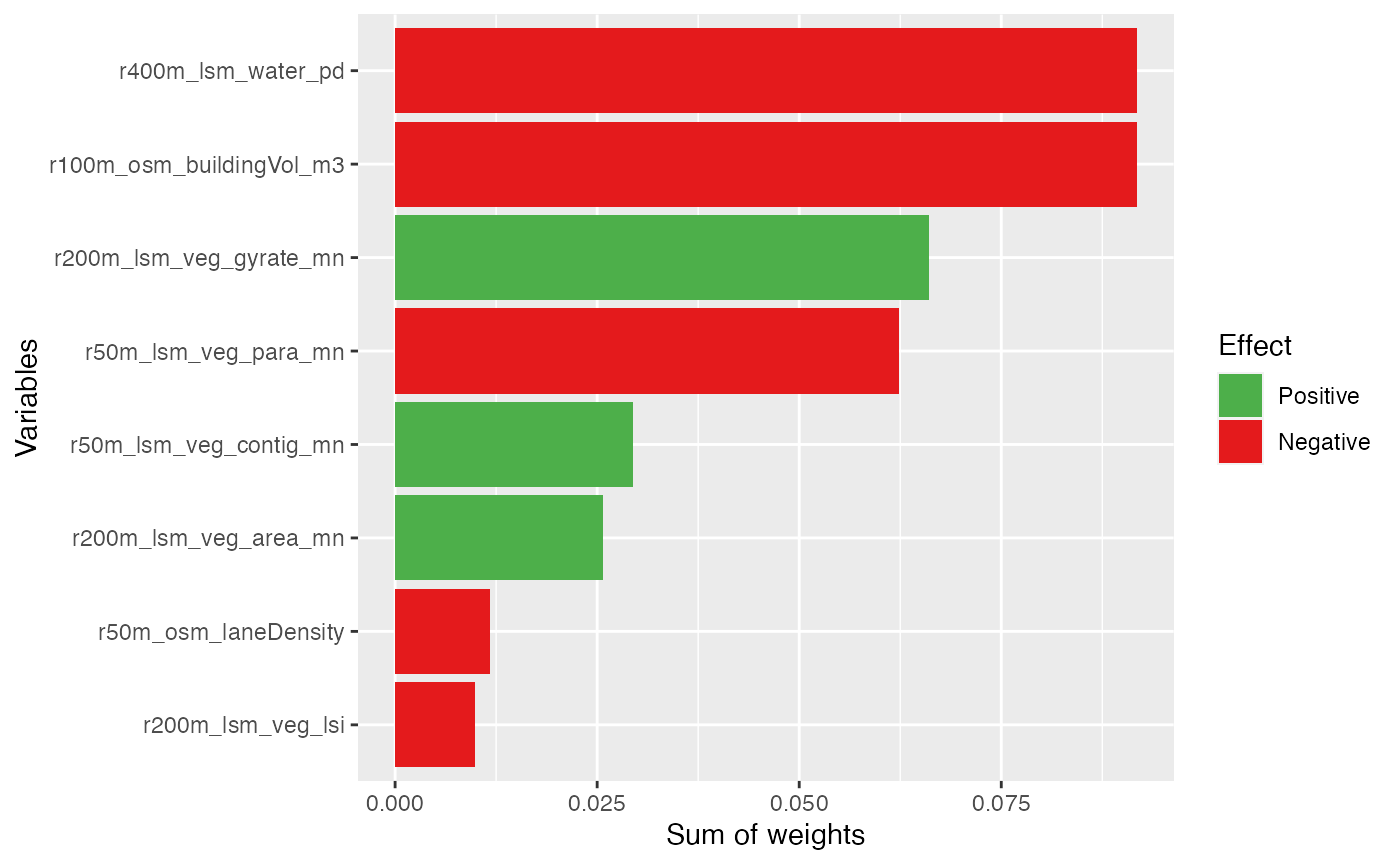 r400m_lsm_water_pd
r100m_osm_buildingVol_m3
r200m_lsm_veg_gyrate_mn
r50m_lsm_veg_para_mn
r50m_lsm_veg_contig_mn
r200m_lsm_veg_area_mn
r50m_osm_laneDensity
r200m_lsm_veg_lsi
Variables
0.000 0.025 0.050 0.075
Sum of weights
Effect
Positive
Negative